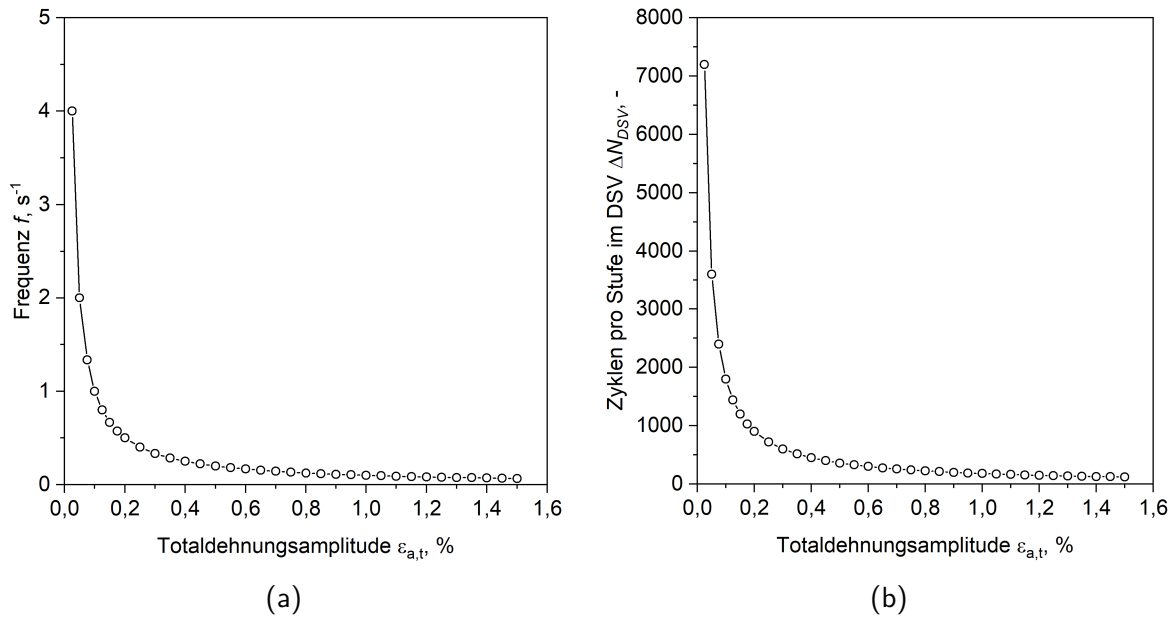 5
4
3
2
1
0
Frequenz f, s⁻¹
0,0 0,2 0,4 0,6 0,8 1,0 1,2 1,4 1,6
Totaldehnungsamplitude εa,t, %
(a)
8000
7000
6000
5000
4000
3000
2000
1000
0
Zyklen pro Stufe im DSV ΔNDSV, -
0,0 0,2 0,4 0,6 0,8 1,0 1,2 1,4 1,6
Totaldehnungsamplitude εa,t, %
(b)